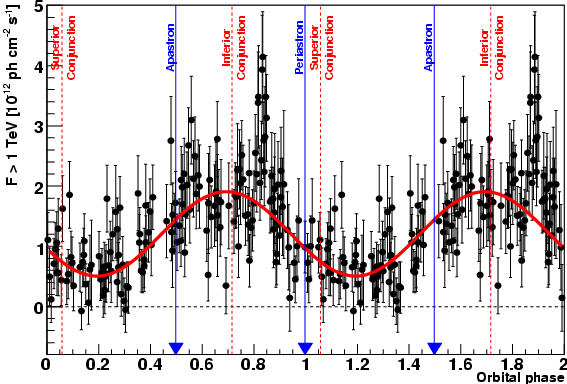 F > 1 TeV [10⁻¹² ph cm⁻² s⁻¹]
5
4
3
2
1
0
Superior
Conjunction
Apastron
Inferior
Conjunction
Periastron
Superior
Conjunction
Apastron
Inferior
Conjunction
0 0.2 0.4 0.6 0.8 1 1.2 1.4 1.6 1.8 2
Orbital phase